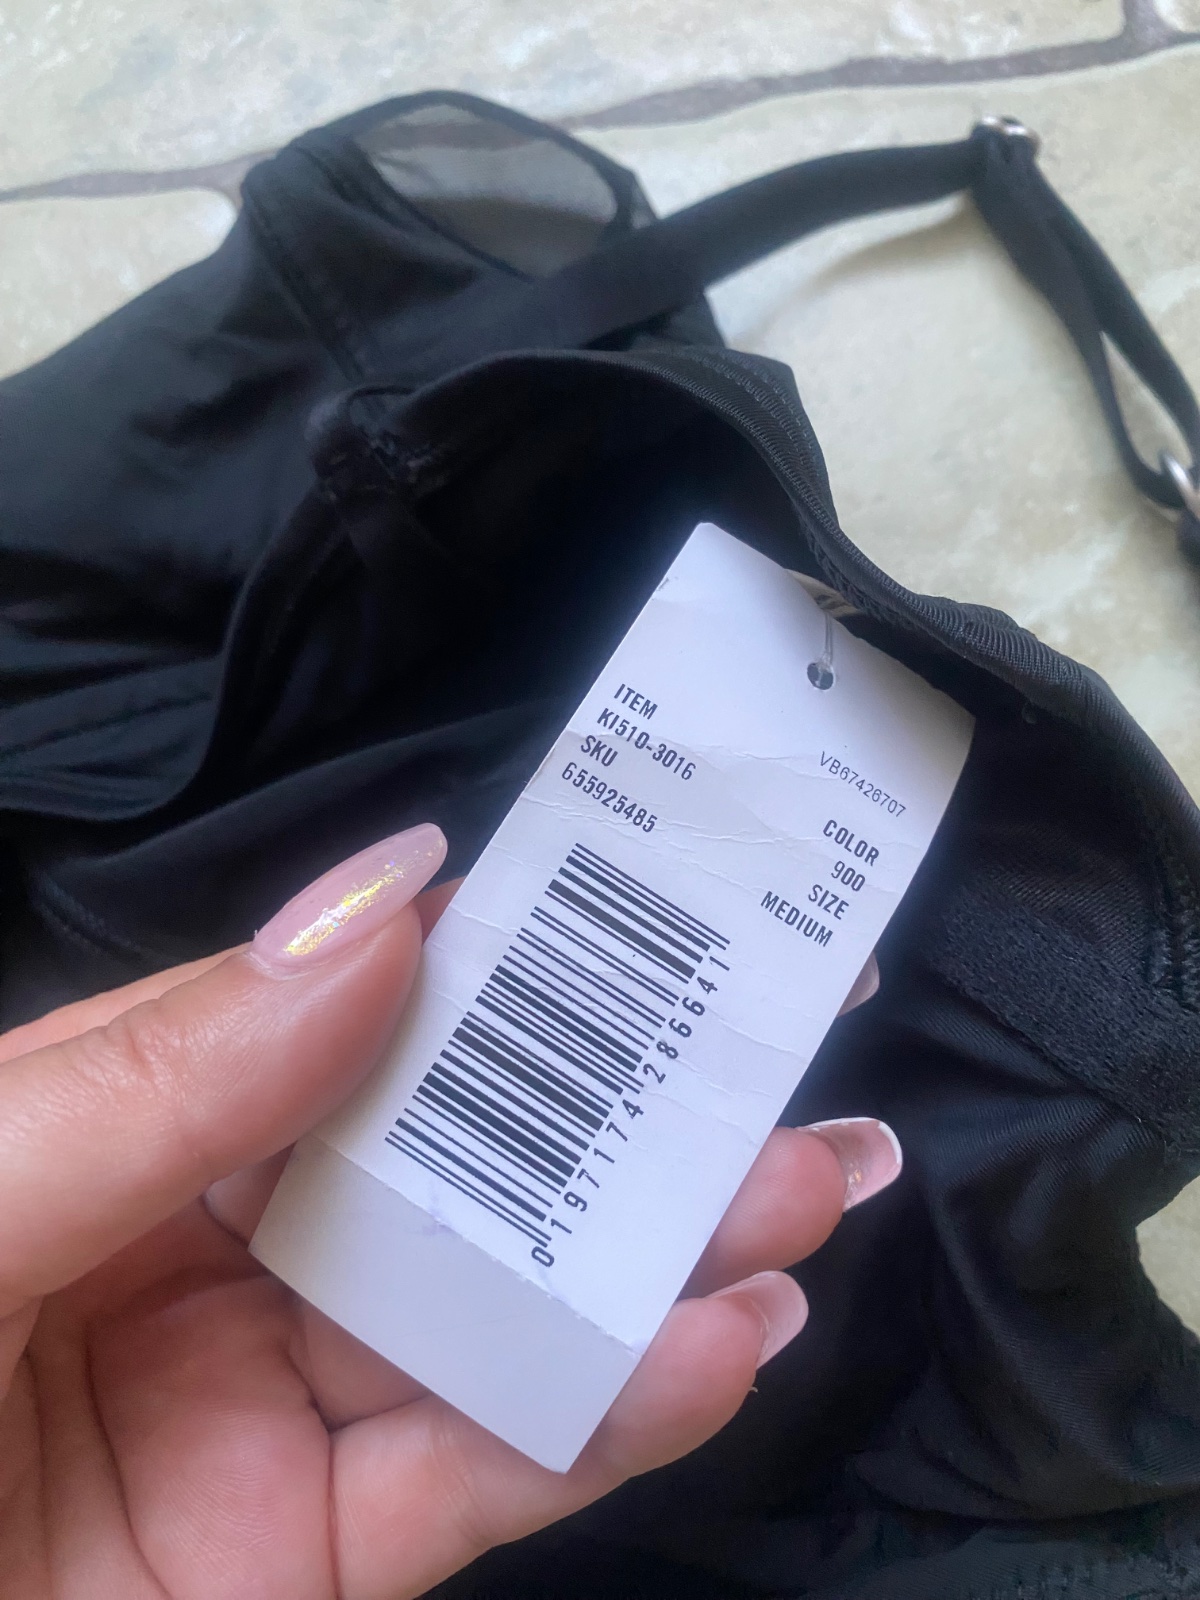 ITEM
KI510-3016
SKU
655925485
VB67426707
COLOR
900
SIZE
MEDIUM
0 197174 28664 1